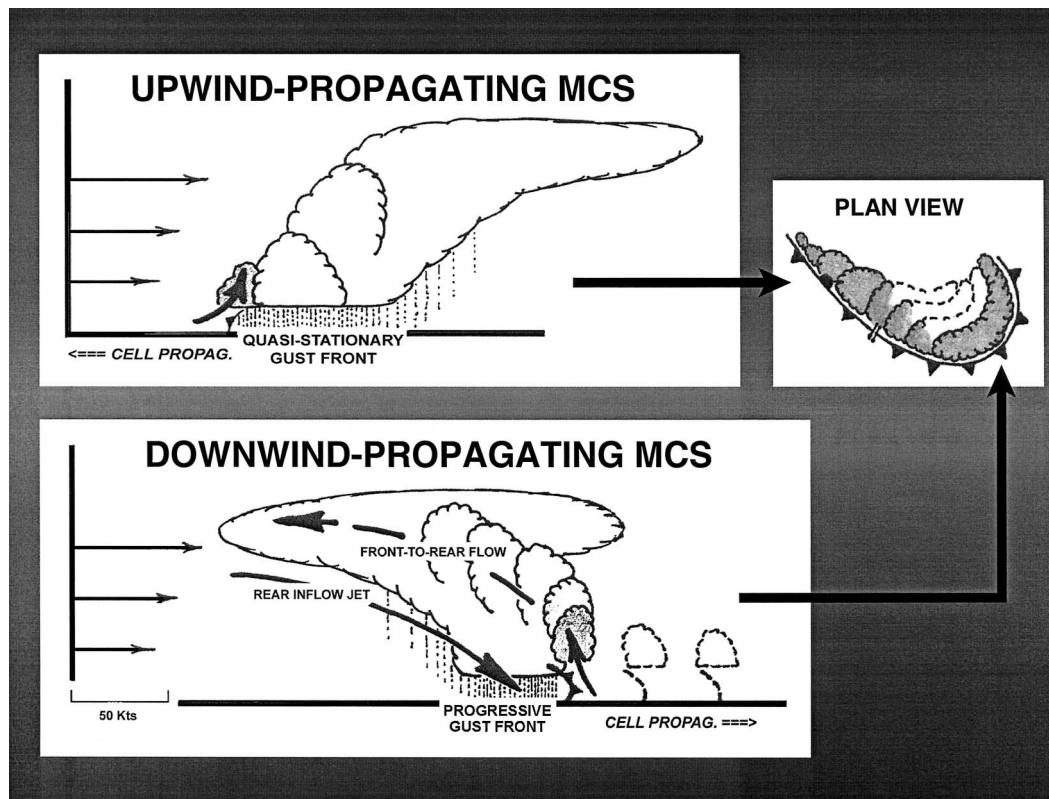 UPWIND-PROPAGATING MCS
QUASI-STATIONARY
GUST FRONT
<=== CELL PROPAG.
PLAN VIEW
DOWNWIND-PROPAGATING MCS
FRONT-TO-REAR FLOW
REAR INFLOW JET
50 Kts
PROGRESSIVE
GUST FRONT
CELL PROPAG. ===>